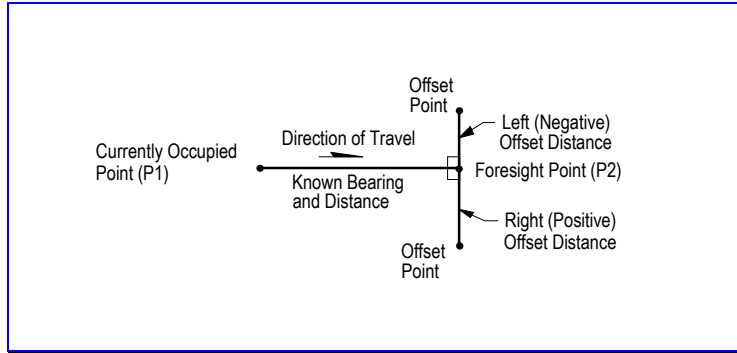 Offset
Point
Left (Negative)
Offset Distance
Direction of Travel
Currently Occupied
Point (P1)
Foresight Point (P2)
Known Bearing
and Distance
Right (Positive)
Offset Distance
Offset
Point